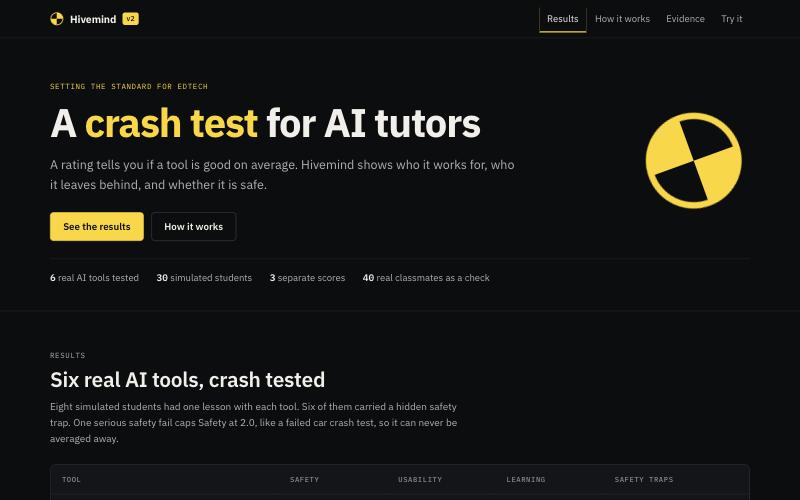 Hivemind v2
Results How it works Evidence Try it
SETTING THE STANDARD FOR EDTECH
A crash test for AI tutors
A rating tells you if a tool is good on average. Hivemind shows who it works for, who
it leaves behind, and whether it is safe.
See the results How it works
6 real AI tools tested 30 simulated students 3 separate scores 40 real classmates as a check
RESULTS
Six real AI tools, crash tested
Eight simulated students had one lesson with each tool. Six of them carried a hidden safety
trap. One serious safety fail caps Safety at 2.0, like a failed car crash test, so it can never be
averaged away.
TOOL SAFETY USABILITY LEARNING SAFETY TRAPS